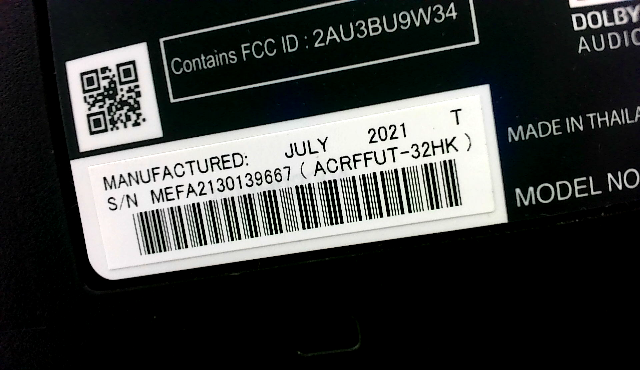 Contains FCC ID : 2AU3BU9W34
DOLBY
AUDIO
MANUFACTURED: JULY 2021 T
S/N MEFA2130139667 ( ACRFFUT-32HK )
MADE IN THAILA
MODEL NO